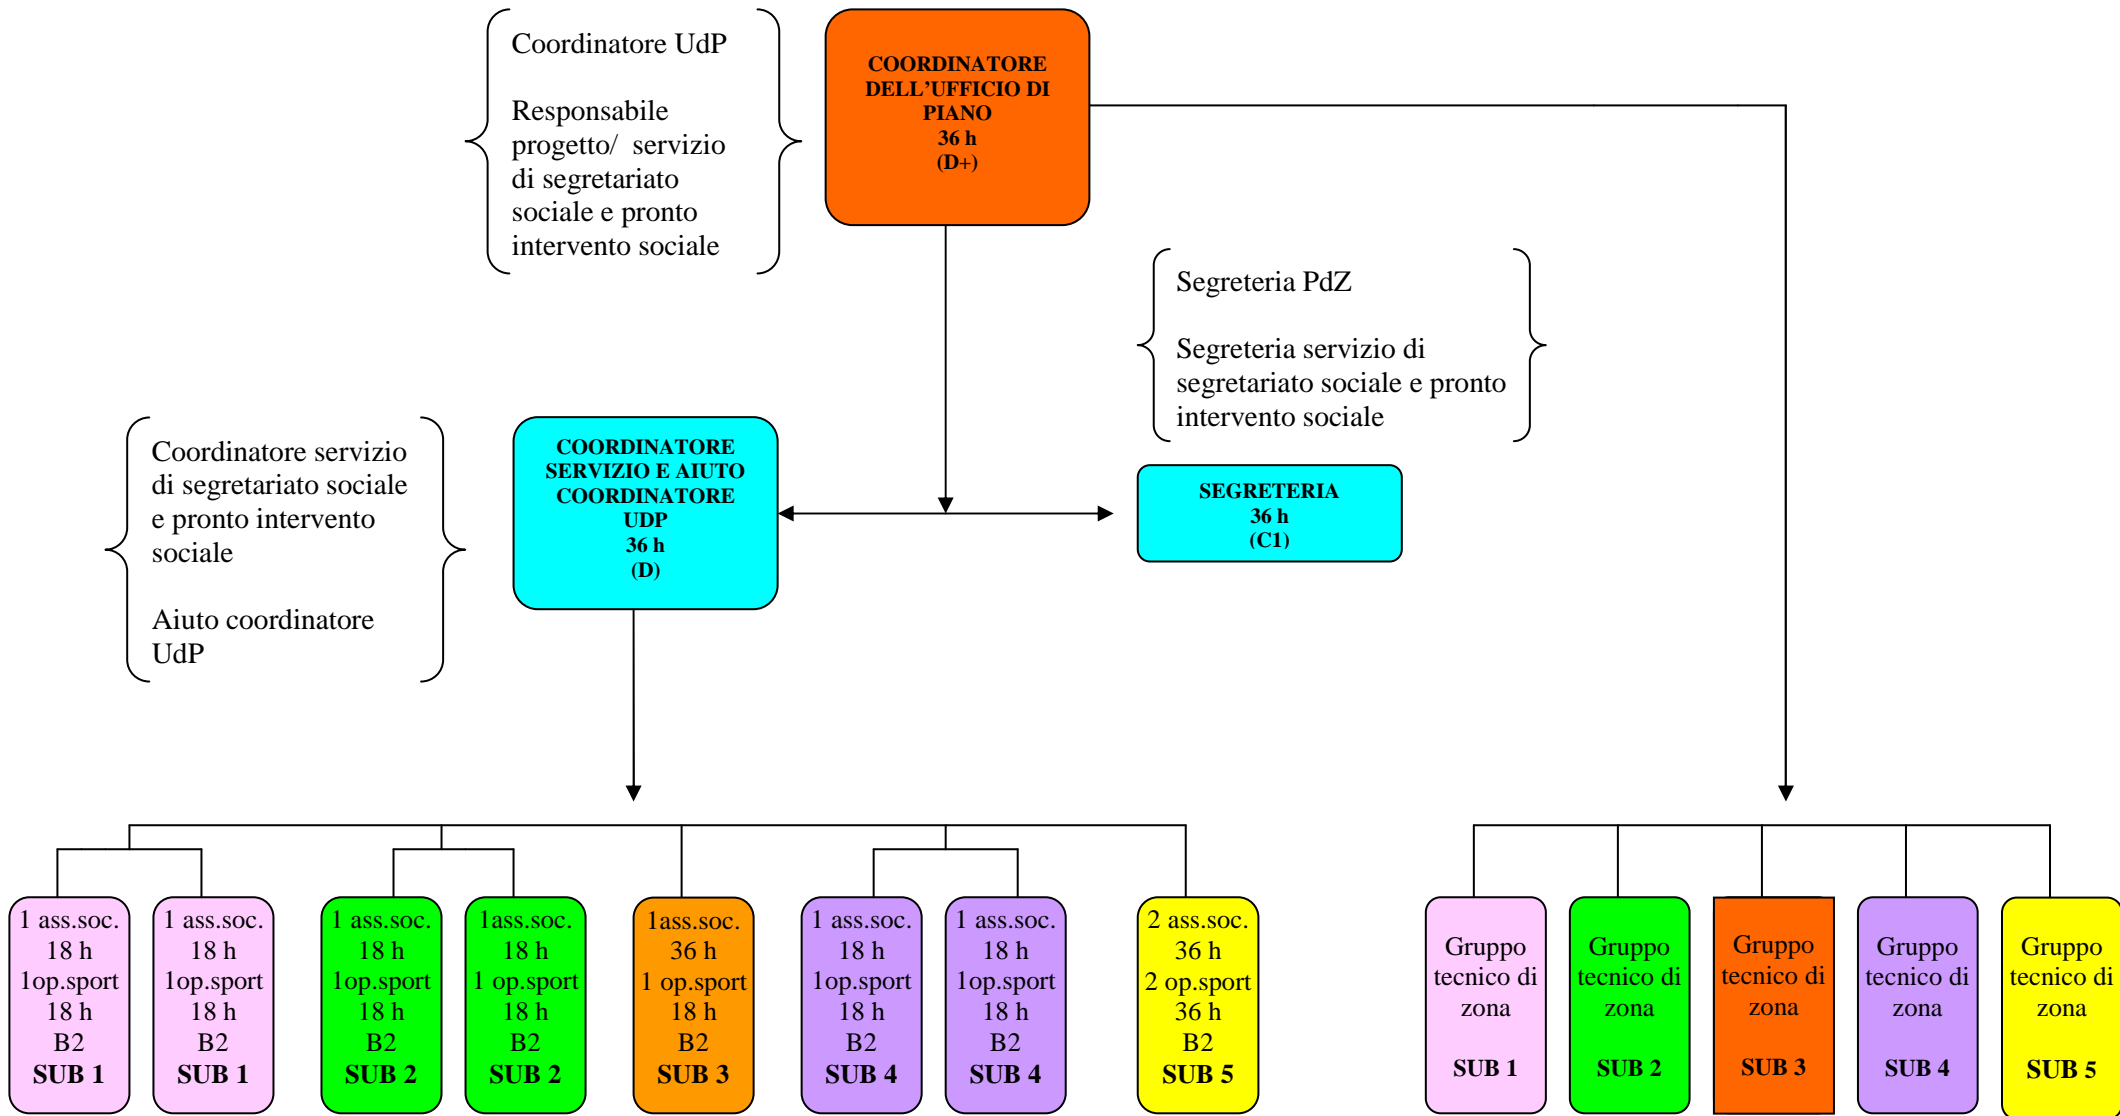 Coordinatore UdP
Responsabile
progetto/ servizio
di segretariato
sociale e pronto
intervento sociale
COORDINATORE
DELL'UFFICIO DI
PIANO
36 h
(D+)
Segreteria PdZ
Segreteria servizio di
segretariato sociale e pronto
intervento sociale
Coordinatore servizio
di segretariato sociale
e pronto intervento
sociale
Aiuto coordinatore
UdP
COORDINATORE
SERVIZIO E AIUTO
COORDINATORE
UDP
36 h
(D)
SEGRETERIA
36 h
(C1)
1 ass.soc.
18 h
1op.sport
18 h
B2
SUB 1
1 ass.soc.
18 h
1op.sport
18 h
B2
SUB 1
1 ass.soc.
18 h
1op.sport
18 h
B2
SUB 2
1ass.soc.
18 h
1 op.sport
18 h
B2
SUB 2
1ass.soc.
36 h
1 op.sport
18 h
B2
SUB 3
1 ass.soc.
18 h
1op.sport
18 h
B2
SUB 4
1 ass.soc.
18 h
1op.sport
18 h
B2
SUB 4
2 ass.soc.
36 h
2 op.sport
36 h
B2
SUB 5
Gruppo
tecnico di
zona
SUB 1
Gruppo
tecnico di
zona
SUB 2
Gruppo
tecnico di
zona
SUB 3
Gruppo
tecnico di
zona
SUB 4
Gruppo
tecnico di
zona
SUB 5